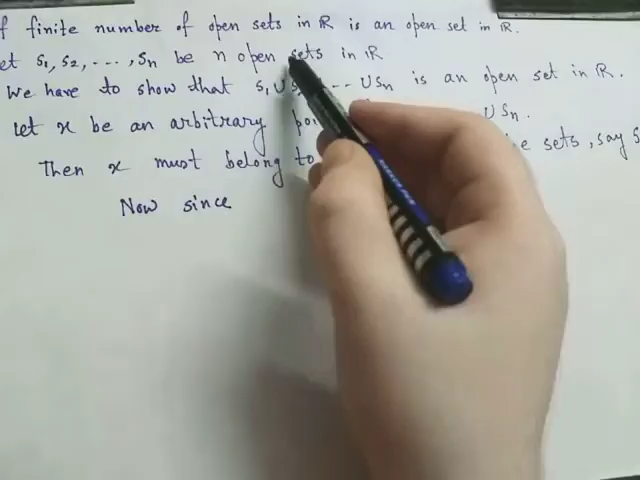 f finite number of open sets in ℝ is an open set in ℝ.
et S₁, S₂, ..., Sₙ be n open sets in ℝ
We have to show that S₁ ∪ S ... ∪ Sₙ is an open set in ℝ.
Let x be an arbitrary ∪ Sₙ.
Then x must belong to sets, say S
Now since